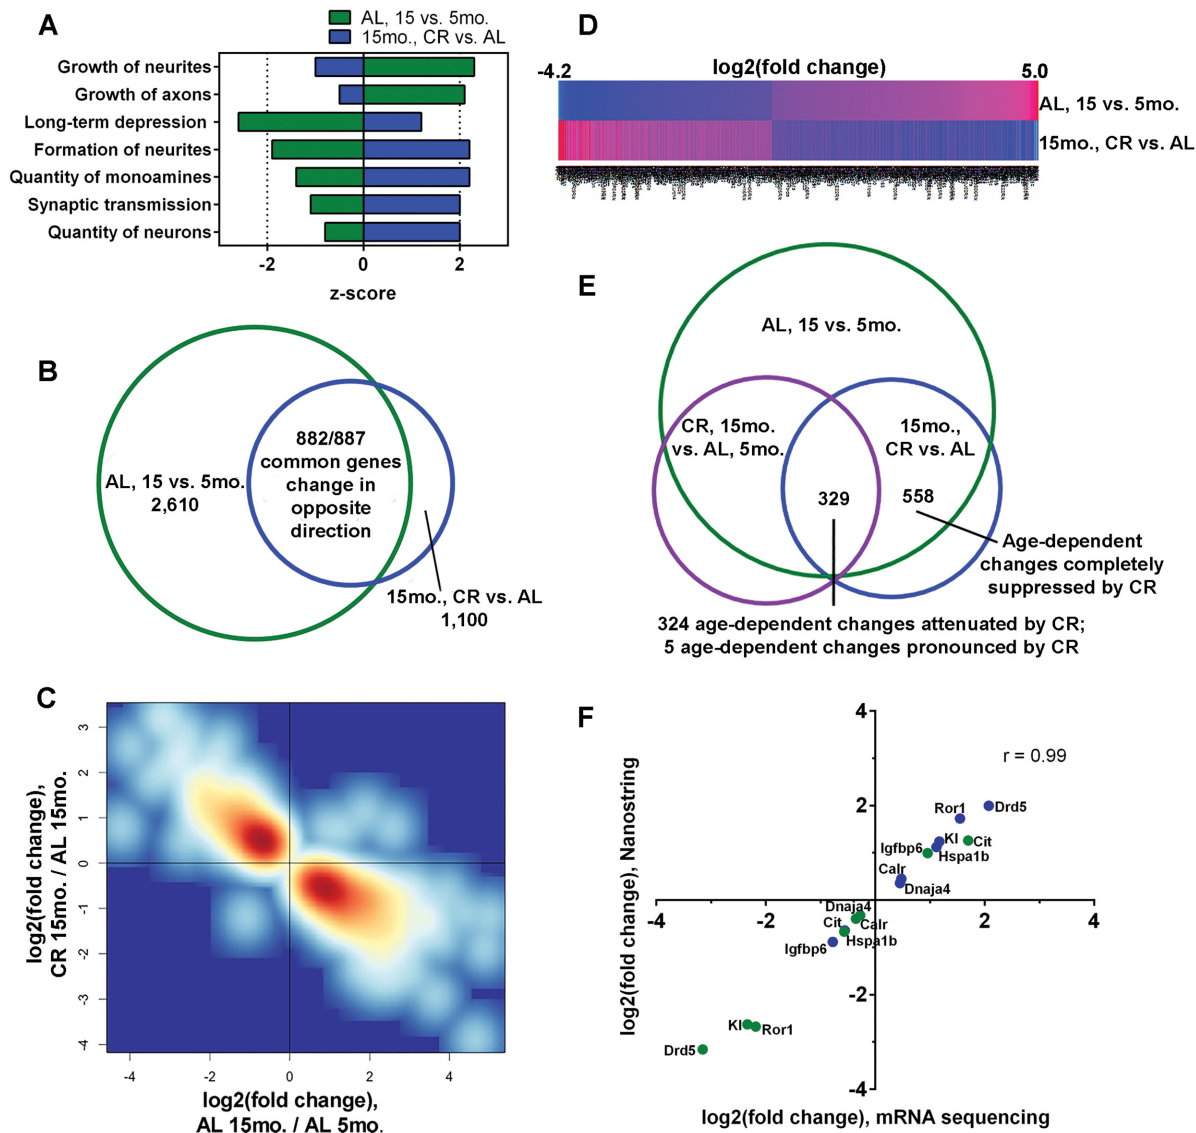 A
AL, 15 vs. 5mo.
15mo., CR vs. AL
Growth of neurites
Growth of axons
Long-term depression
Formation of neurites
Quantity of monoamines
Synaptic transmission
Quantity of neurons
-2 0 2
z-score
B
882/887
common genes
change in
opposite
direction
AL, 15 vs. 5mo.
2,610
15mo., CR vs. AL
1,100
C
3
2
1
0
-1
-2
-3
-4
log2(fold change),
CR 15mo. / AL 15mo.
-4 -2 0 2 4
log2(fold change),
AL 15mo. / AL 5mo.
D
-4.2 log2(fold change) 5.0
AL, 15 vs. 5mo.
15mo., CR vs. AL
E
AL, 15 vs. 5mo.
CR, 15mo.
vs. AL, 5mo.
15mo.,
CR vs. AL
329
558
Age-dependent
changes completely
suppressed by CR
324 age-dependent changes attenuated by CR;
5 age-dependent changes pronounced by CR
F
4
r = 0.99
2
Ror1
Drd5
Kl
Cit
Igfbp6
Hspa1b
Calr
Dnaja4
-4 -2 2 4
Dnaja4
Cit
Calr
Hspa1b
Igfbp6
-2
Kl
Ror1
Drd5
-4
log2(fold change), Nanostring
log2(fold change), mRNA sequencing